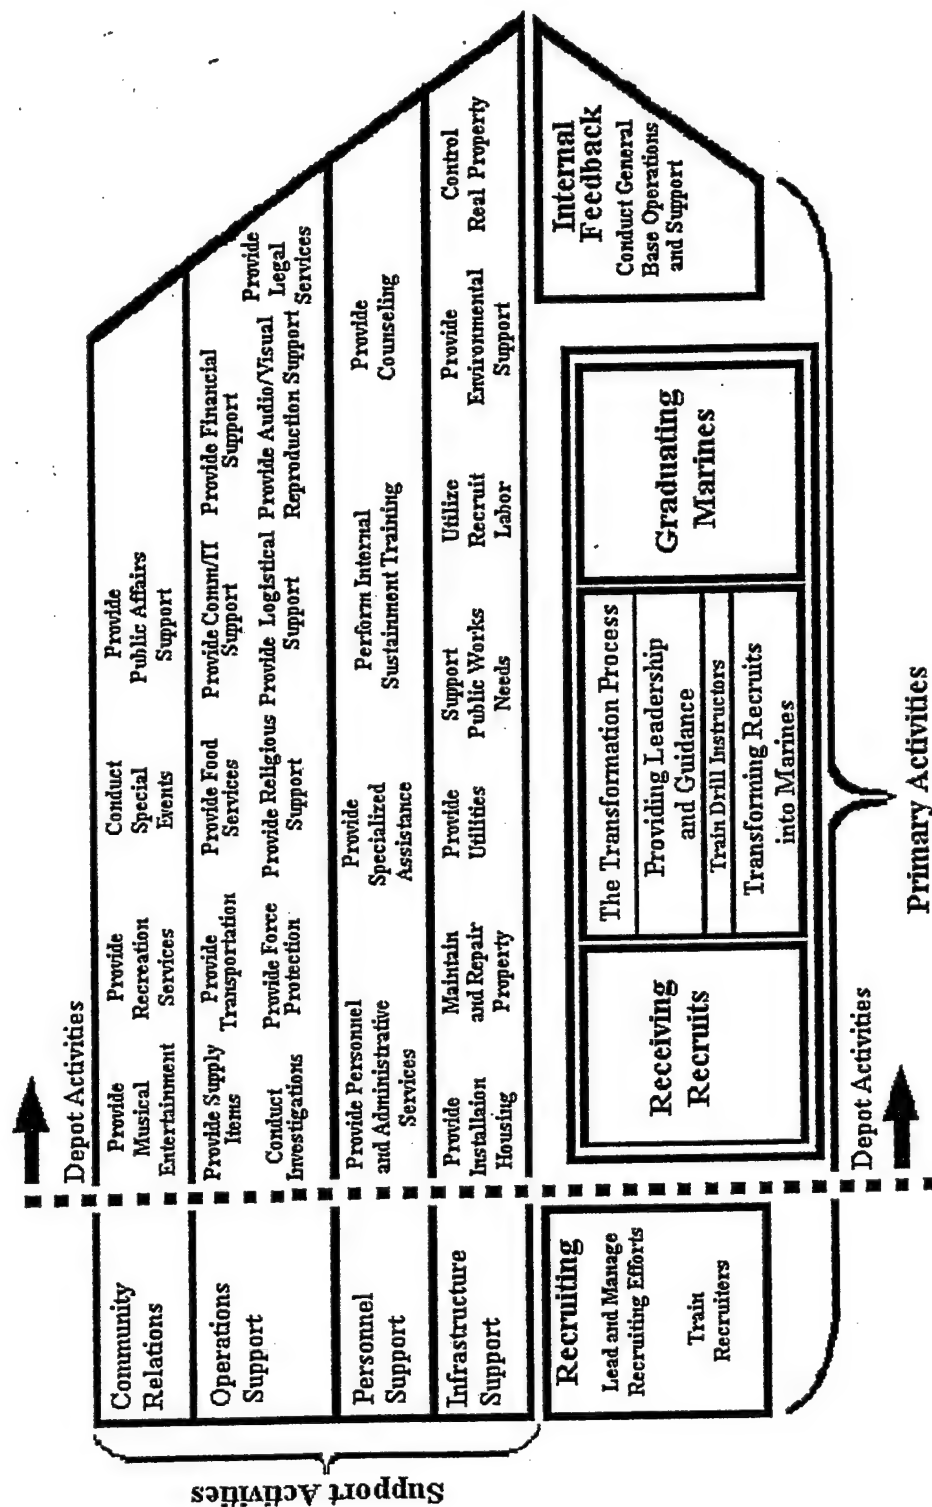 Support Activities
Depot Activities
Community
Relations
Provide
Musical
Entertainment
Provide
Recreation
Services
Conduct
Special
Events
Provide
Public Affairs
Support
Operations
Support
Provide Supply
Items
Provide
Transportation
Provide Food
Services
Provide Comm/IT
Support
Provide Financial
Support
Provide
Legal
Services
Conduct
Investigations
Provide Force
Protection
Provide Religious
Support
Provide Logistical
Support
Provide Audio/Visual
Reproduction Support
Personnel
Support
Provide Personnel
and Administrative
Services
Provide
Specialized
Assistance
Perform Internal
Sustainment Training
Provide
Counseling
Infrastructure
Support
Provide
Installaion
Housing
Maintain
and Repair
Property
Provide
Utilities
Support
Public Works
Needs
Utilize
Recruit
Labor
Provide
Environmental
Support
Control
Real Property
Recruiting
Lead and Manage
Recruiting Efforts
Train
Recruiters
Receiving
Recruits
The Transformation Process
Providing Leadership
and Guidance
Train Drill Instructors
Transforming Recruits
into Marines
Graduating
Marines
Internal
Feedback
Conduct General
Base Operations
and Support
Depot Activities
Primary Activities